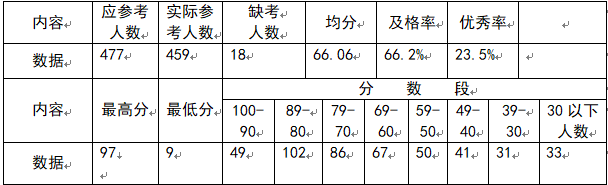 内容 应参考人数 实际参考人数 缺考人数 均分 及格率 优秀率
数据 477 459 18 66.06 66.2% 23.5%
内容 最高分 最低分 分 数 段
100-90 89-80 79-70 69-60 59-50 49-40 39-30 30以下人数
数据 97 9 49 102 86 67 50 41 31 33